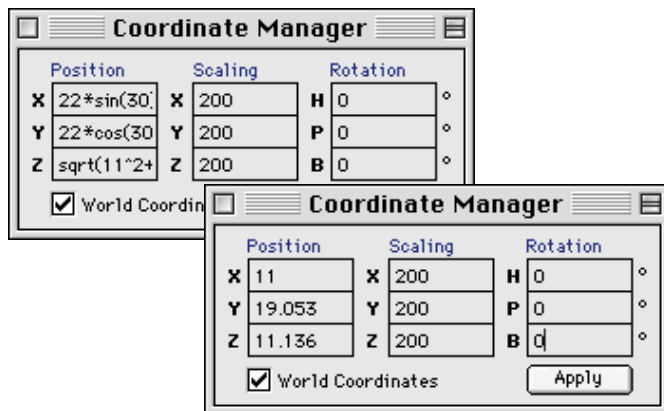 Coordinate Manager
Position Scaling Rotation
X 22*sin(30) X 200 H 0 °
Y 22*cos(30 Y 200 P 0 °
Z sqrt(11^2+ Z 200 B 0 °
World Coordin
Coordinate Manager
Position Scaling Rotation
X 11 X 200 H 0 °
Y 19.053 Y 200 P 0 °
Z 11.136 Z 200 B 0 °
World Coordinates Apply